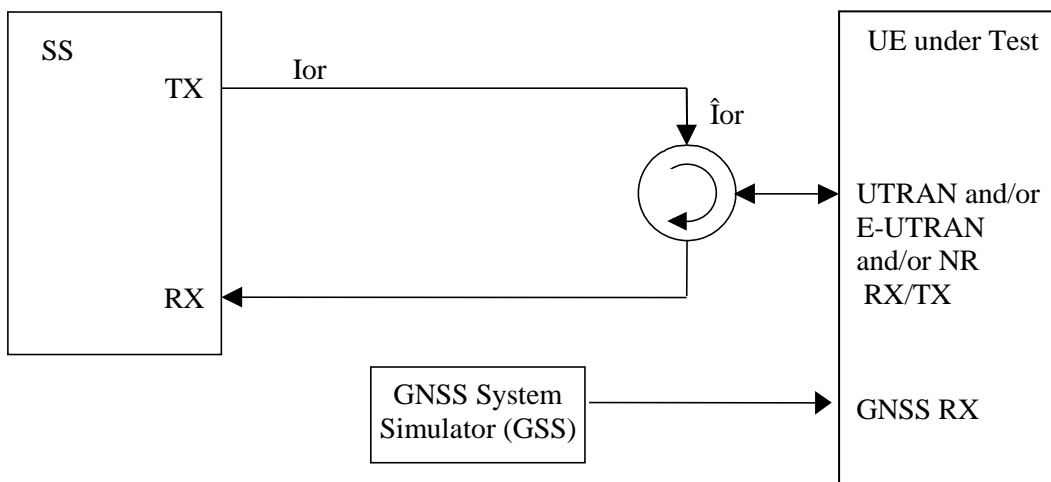 SS
UE under Test
TX
Ior
Îor
UTRAN and/or
E-UTRAN
and/or NR
RX/TX
RX
GNSS System
Simulator (GSS)
GNSS RX